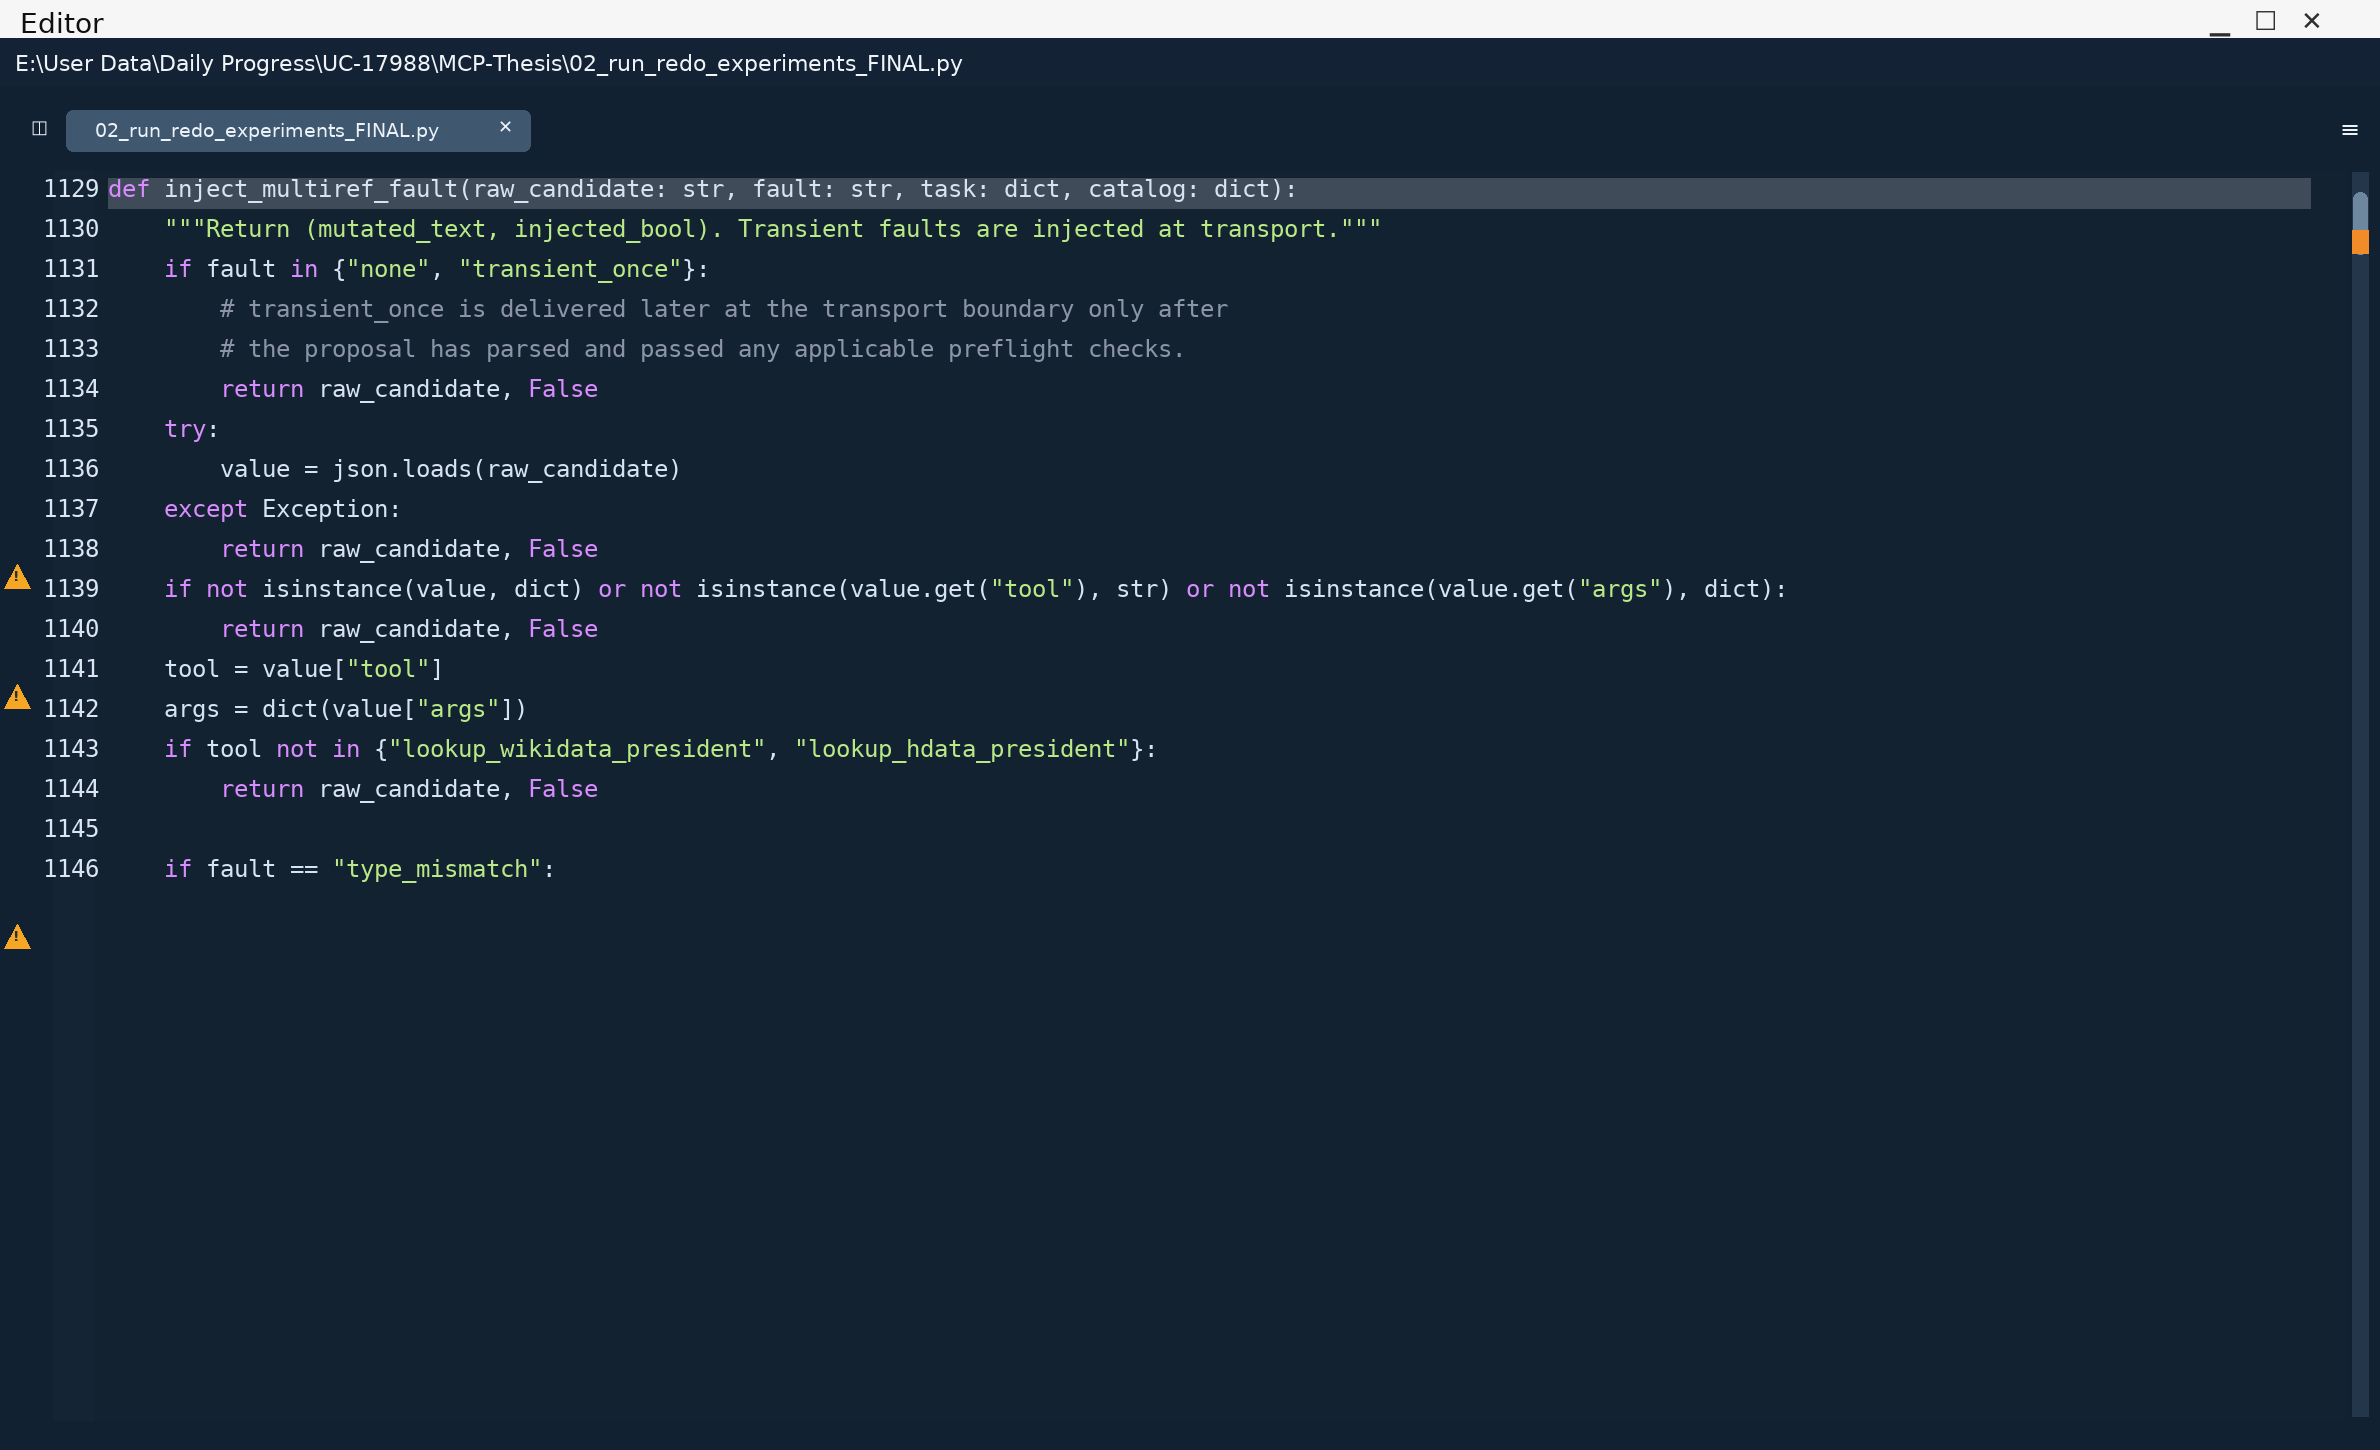 Editor
E:\User Data\Daily Progress\UC-17988\MCP-Thesis\02_run_redo_experiments_FINAL.py
02_run_redo_experiments_FINAL.py
1129 def inject_multiref_fault(raw_candidate: str, fault: str, task: dict, catalog: dict):
1130     """Return (mutated_text, injected_bool). Transient faults are injected at transport."""
1131     if fault in {"none", "transient_once"}:
1132         # transient_once is delivered later at the transport boundary only after
1133         # the proposal has parsed and passed any applicable preflight checks.
1134         return raw_candidate, False
1135     try:
1136         value = json.loads(raw_candidate)
1137     except Exception:
1138         return raw_candidate, False
1139     if not isinstance(value, dict) or not isinstance(value.get("tool"), str) or not isinstance(value.get("args"), dict):
1140         return raw_candidate, False
1141     tool = value["tool"]
1142     args = dict(value["args"])
1143     if tool not in {"lookup_wikidata_president", "lookup_hdata_president"}:
1144         return raw_candidate, False
1145
1146     if fault == "type_mismatch":